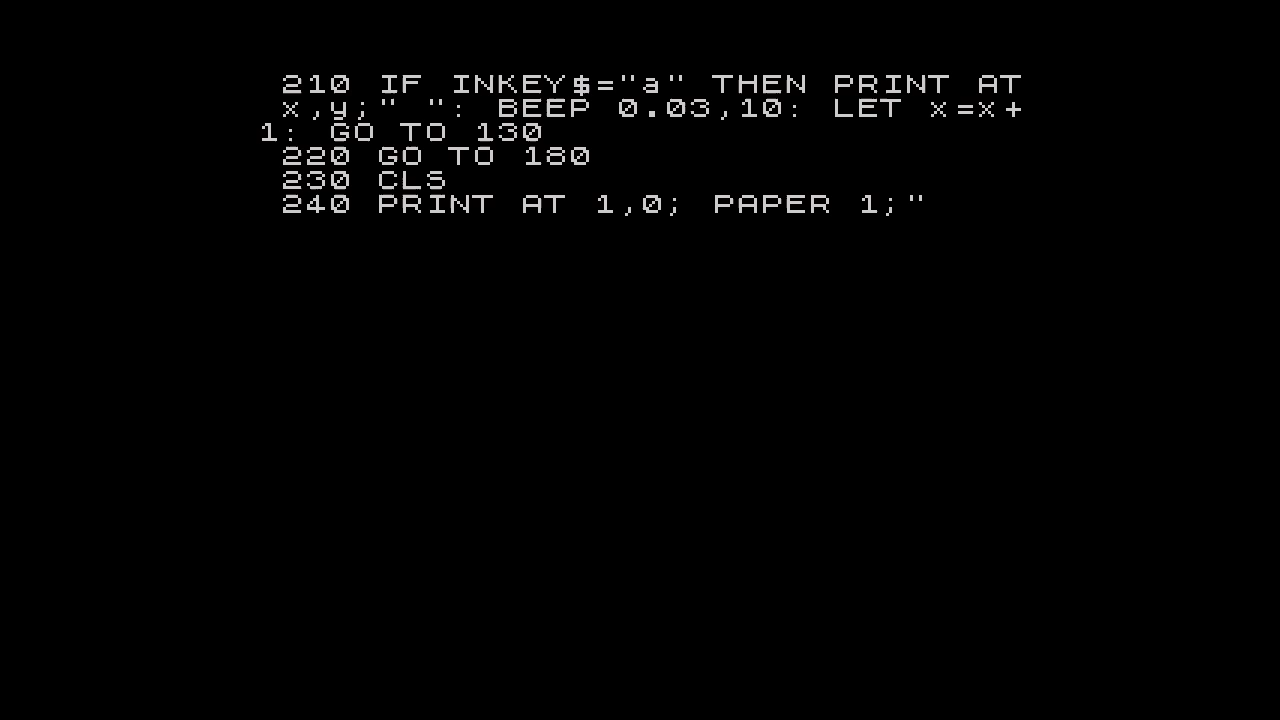 210 IF INKEY$="a" THEN PRINT AT
x,y;" ": BEEP 0.03,10: LET x=x+
1: GO TO 130
220 GO TO 180
230 CLS
240 PRINT AT 1,0; PAPER 1;"